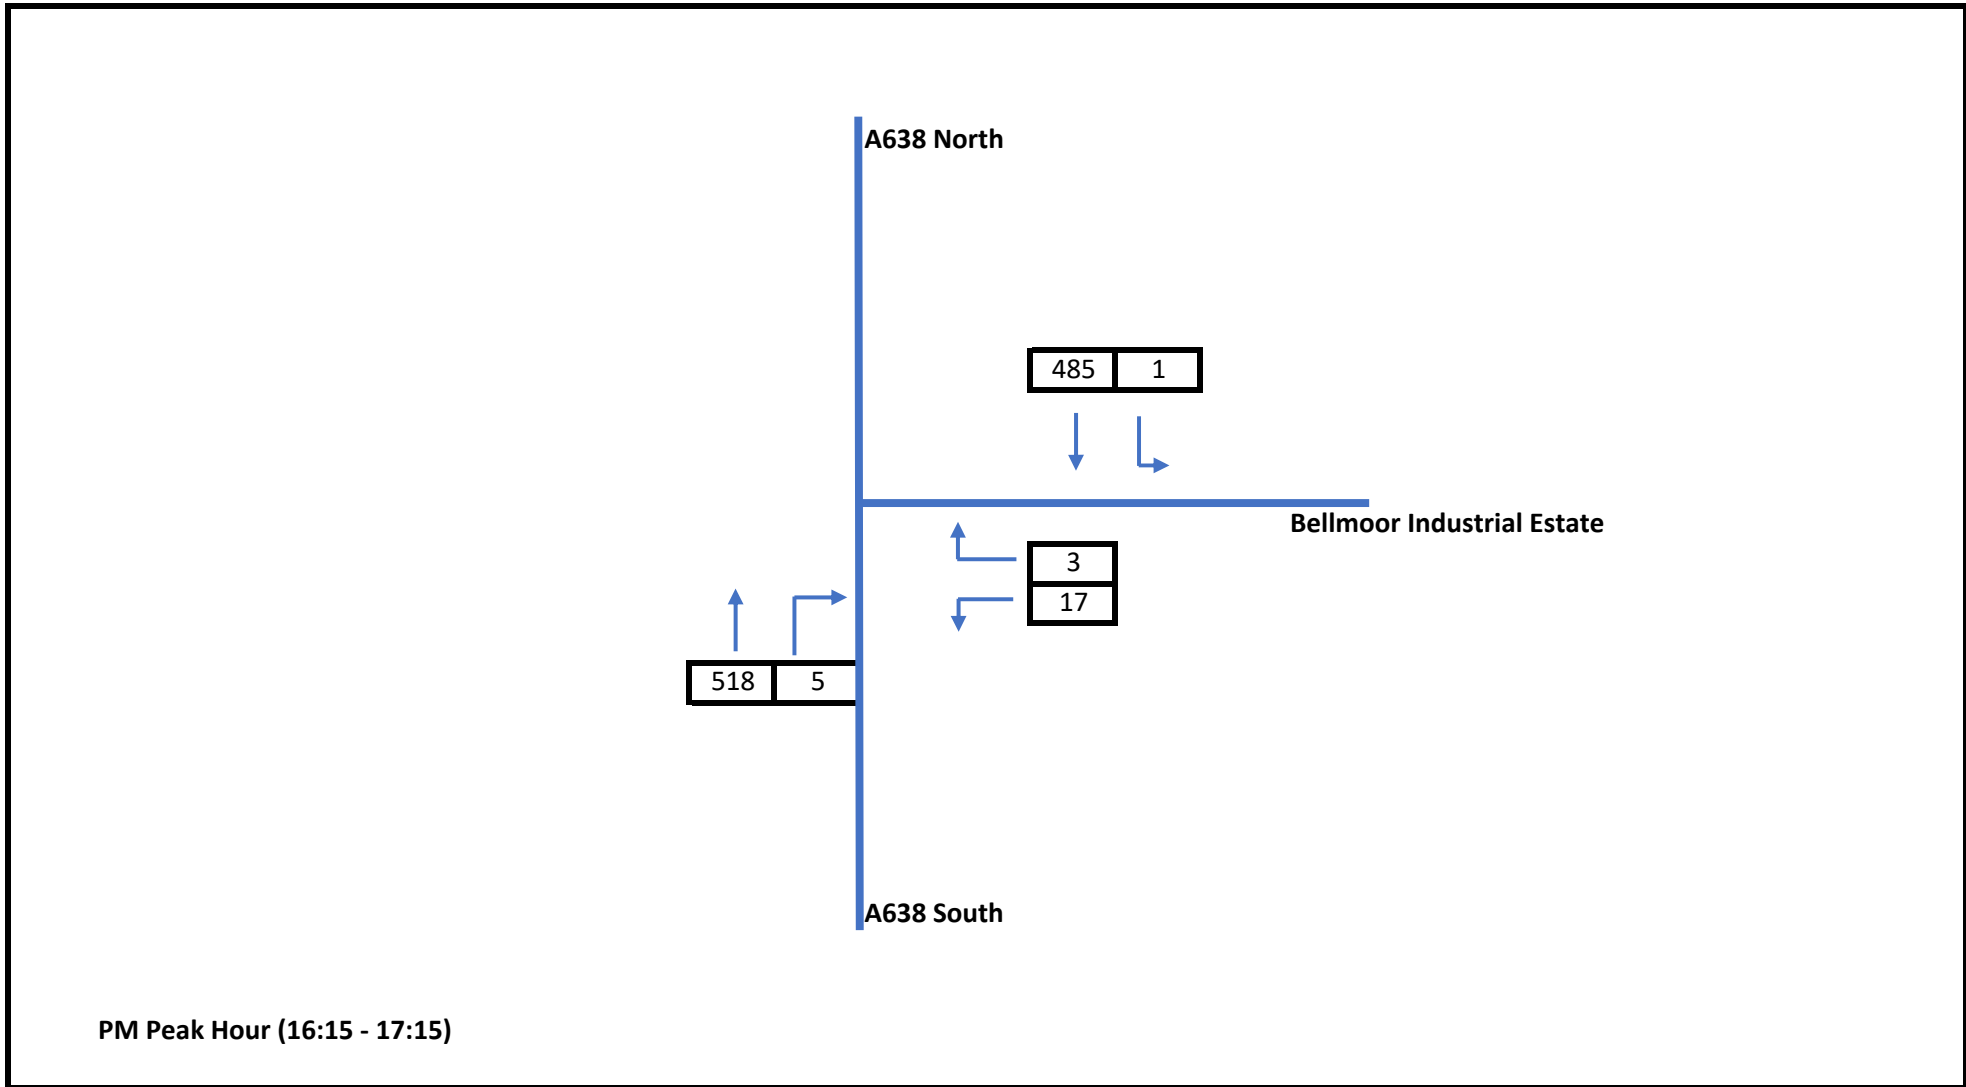 A638 North
485 1
Bellmoor Industrial Estate
3
17
518 5
A638 South
PM Peak Hour (16:15 - 17:15)